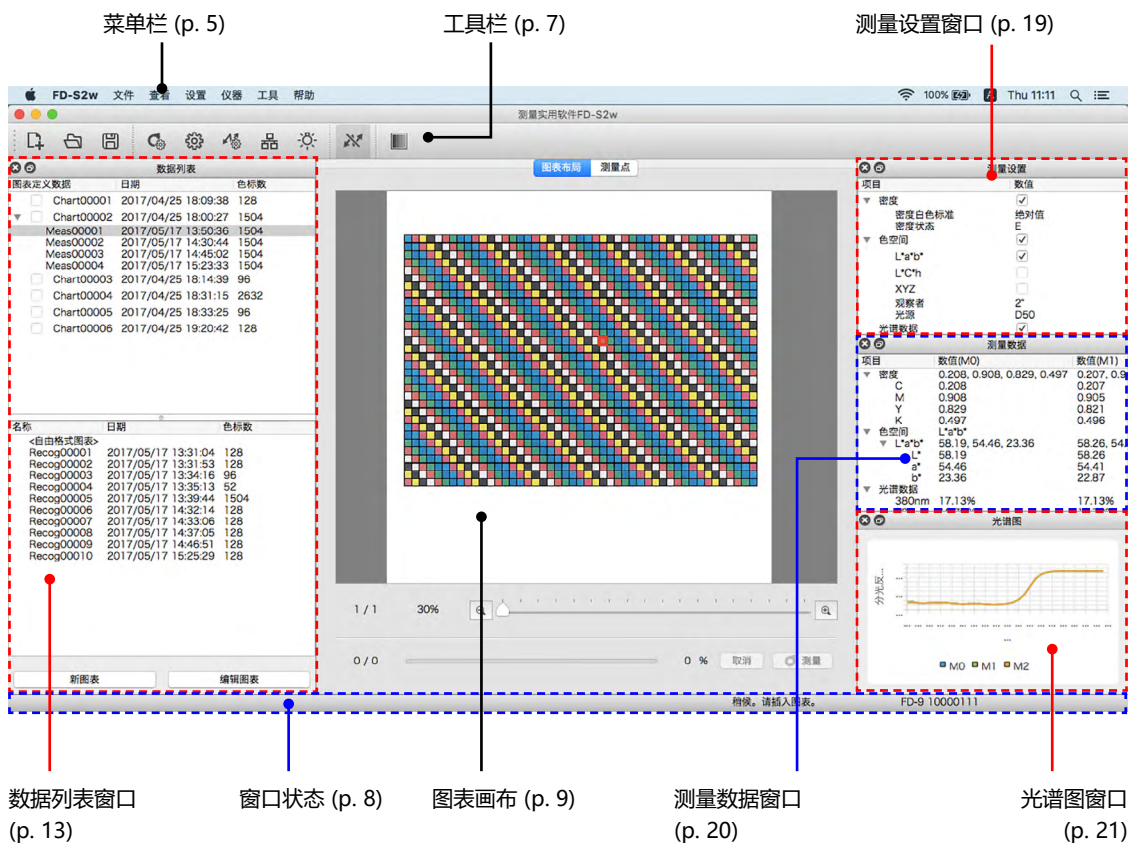 菜单栏 (p. 5)
工具栏 (p. 7)
测量设置窗口 (p. 19)
FD-S2w 文件 查看 设置 仪器 工具 帮助
100% Thu 11:11
测量实用软件FD-S2w
数据列表
图表定义数据 日期 色标数
Chart00001 2017/04/25 18:09:38 128
Chart00002 2017/04/25 18:00:27 1504
Meas00001 2017/05/17 13:50:36 1504
Meas00002 2017/05/17 14:30:44 1504
Meas00003 2017/05/17 14:45:02 1504
Meas00004 2017/05/17 15:23:33 1504
Chart00003 2017/04/25 18:14:39 96
Chart00004 2017/04/25 18:31:15 2632
Chart00005 2017/04/25 18:33:25 96
Chart00006 2017/04/25 19:20:42 128
名称 日期 色标数
<自由格式图表>
Recog00001 2017/05/17 13:31:04 128
Recog00002 2017/05/17 13:31:53 128
Recog00003 2017/05/17 13:34:16 96
Recog00004 2017/05/17 13:35:13 52
Recog00005 2017/05/17 13:39:44 1504
Recog00006 2017/05/17 14:32:14 128
Recog00007 2017/05/17 14:33:06 128
Recog00008 2017/05/17 14:37:05 128
Recog00009 2017/05/17 14:46:51 128
Recog00010 2017/05/17 15:25:29 128
新图表 编辑图表
图表布局 测量点
1 / 1 30%
0 / 0 0 % 取消 测量
测量设置
项目 数值
密度
密度白色标准 绝对值
密度状态 E
色空间
L*a*b*
L*C*h
XYZ
观察者 2°
光源 D50
光谱数据
测量数据
项目 数值(M0) 数值(M1)
密度 0.208, 0.908, 0.829, 0.497 0.207, 0.9
C 0.208 0.207
M 0.908 0.905
Y 0.829 0.821
K 0.497 0.496
色空间 L*a*b*
L*a*b* 58.19, 54.46, 23.36 58.26, 54
L* 58.19 58.26
a* 54.46 54.41
b* 23.36 22.87
光谱数据
380nm 17.13% 17.13%
光谱图
分光反...
M0 M1 M2
稍候。请插入图表。 FD-9 10000111
数据列表窗口
(p. 13)
窗口状态 (p. 8)
图表画布 (p. 9)
测量数据窗口
(p. 20)
光谱图窗口
(p. 21)